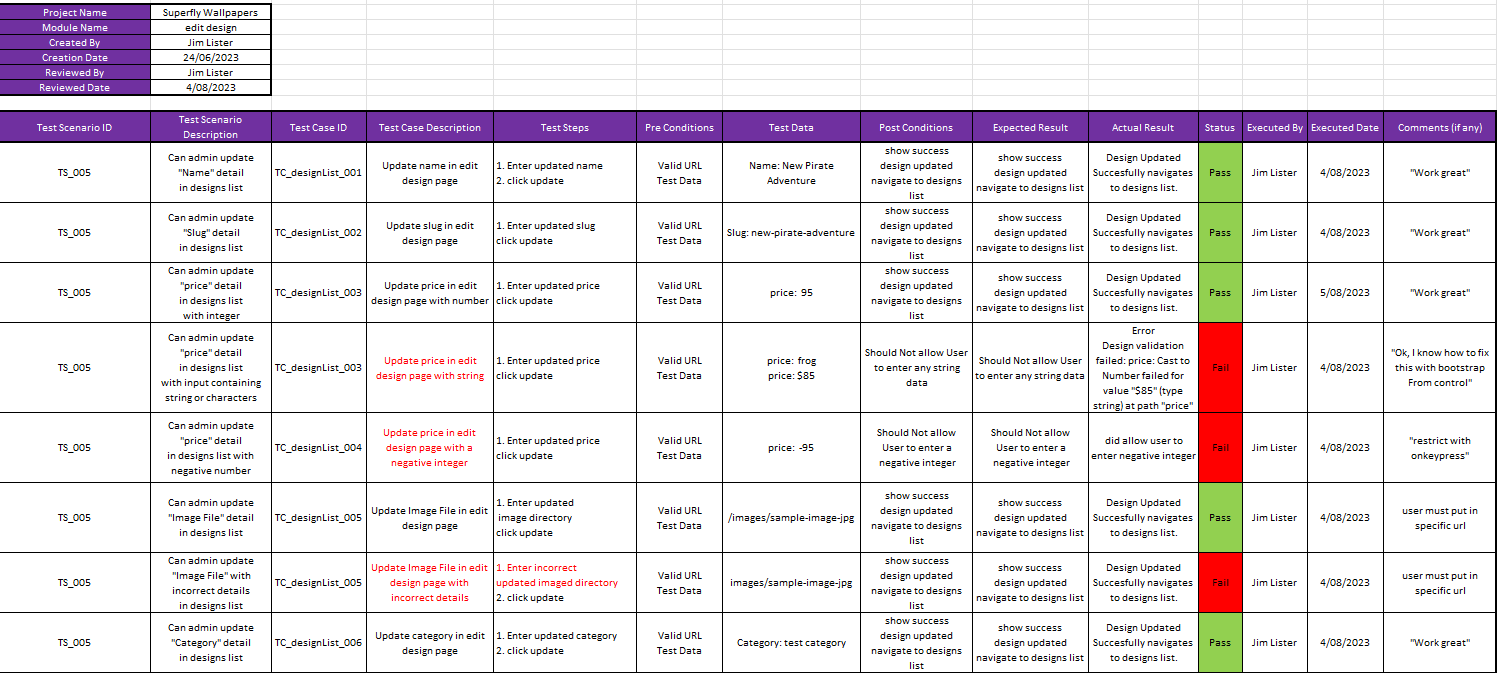 Project Name Superfly Wallpapers
Module Name edit design
Created By Jim Lister
Creation Date 24/06/2023
Reviewed By Jim Lister
Reviewed Date 4/08/2023
Test Scenario ID
Test Scenario
Description
Test Case ID
Test Case Description
Test Steps
Pre Conditions
Test Data
Post Conditions
Expected Result
Actual Result
Status
Executed By
Executed Date
Comments (if any)
TS_005
Can admin update
"Name" detail
in designs list
TC_designList_001
Update name in edit
design page
1. Enter updated name
2. click update
Valid URL
Test Data
Name: New Pirate
Adventure
show success
design updated
navigate to designs
list
show success
design updated
navigate to designs list
Design Updated
Succesfully navigates
to designs list.
Pass
Jim Lister
4/08/2023
"Work great"
TS_005
Can admin update
"Slug" detail
in designs list
TC_designList_002
Update slug in edit
design page
1. Enter updated slug
click update
Valid URL
Test Data
Slug: new-pirate-adventure
show success
design updated
navigate to designs
list
show success
design updated
navigate to designs list
Design Updated
Succesfully navigates
to designs list.
Pass
Jim Lister
4/08/2023
"Work great"
TS_005
Can admin update
"price" detail
in designs list
with integer
TC_designList_003
Update price in edit
design page with number
1. Enter updated price
click update
Valid URL
Test Data
price: 95
show success
design updated
navigate to designs
list
show success
design updated
navigate to designs list
Design Updated
Succesfully navigates
to designs list.
Pass
Jim Lister
5/08/2023
"Work great"
TS_005
Can admin update
"price" detail
in designs list
with input containing
string or characters
TC_designList_003
Update price in edit
design page with string
1. Enter updated price
click update
Valid URL
Test Data
price: frog
price: $85
Should Not allow User
to enter any string
data
Should Not allow User
to enter any string data
Error
Design validation
failed: price: Cast to
Number failed for
value "$85" (type
string) at path "price"
Fail
Jim Lister
4/08/2023
"Ok, I know how to fix
this with bootstrap
From control"
TS_005
Can admin update
"price" detail
in designs list with
negative number
TC_designList_004
Update price in edit
design page with a
negative integer
1. Enter updated price
click update
Valid URL
Test Data
price: -95
Should Not allow
User to enter a
negative integer
Should Not allow
User to enter a
negative integer
did allow user to
enter negative integer
Fail
Jim Lister
4/08/2023
"restrict with
onkeypress"
TS_005
Can admin update
"Image File" detail
in designs list
TC_designList_005
Update Image File in edit
design page
1. Enter updated
image directory
click update
Valid URL
Test Data
/images/sample-image-jpg
show success
design updated
navigate to designs
list
show success
design updated
navigate to designs list
Design Updated
Succesfully navigates
to designs list.
Pass
Jim Lister
4/08/2023
user must put in
specific url
TS_005
Can admin update
"Image File" with
incorrect details
in designs list
TC_designList_005
Update Image File in edit
design page with
incorrect details
1. Enter incorrect
updated imaged directory
2. click update
Valid URL
Test Data
images/sample-image-jpg
show success
design updated
navigate to designs
list
show success
design updated
navigate to designs list
Design Updated
Succesfully navigates
to designs list.
Fail
Jim Lister
4/08/2023
user must put in
specific url
TS_005
Can admin update
"Category" detail
in designs list
TC_designList_006
Update category in edit
design page
1. Enter updated category
2. click update
Valid URL
Test Data
Category: test category
show success
design updated
navigate to designs
list
show success
design updated
navigate to designs list
Design Updated
Succesfully navigates
to designs list.
Pass
Jim Lister
4/08/2023
"Work great"